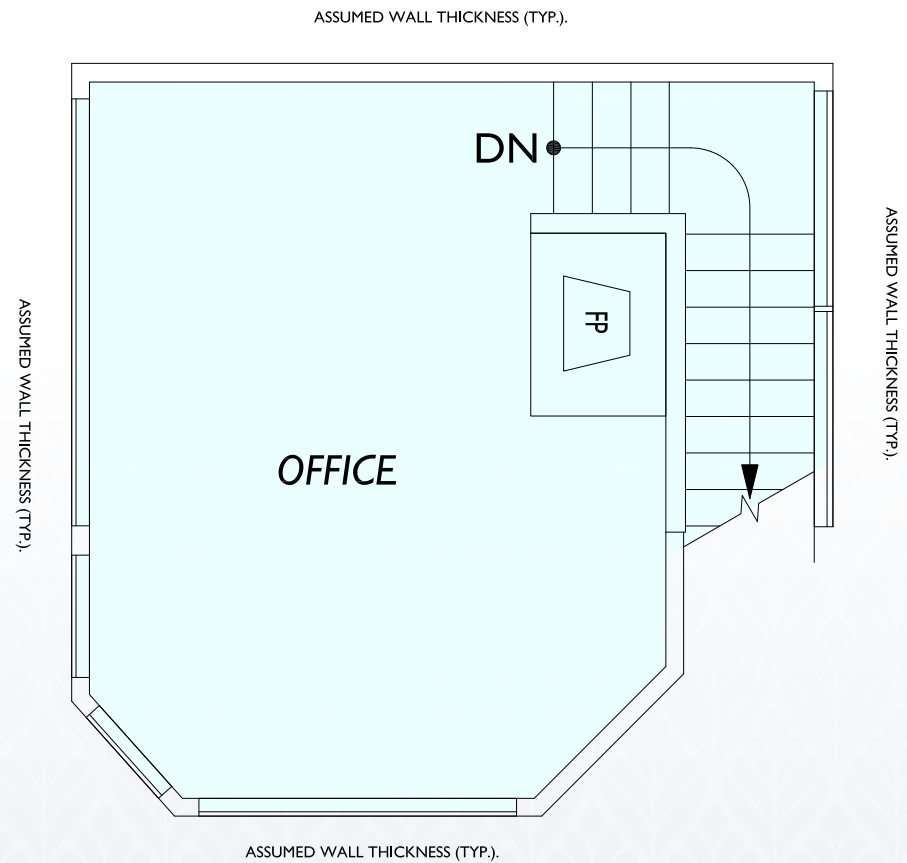 ASSUMED WALL THICKNESS (TYP.).
DN
ASSUMED WALL THICKNESS (TYP.).
ASSUMED WALL THICKNESS (TYP.).
FP
OFFICE
ASSUMED WALL THICKNESS (TYP.).